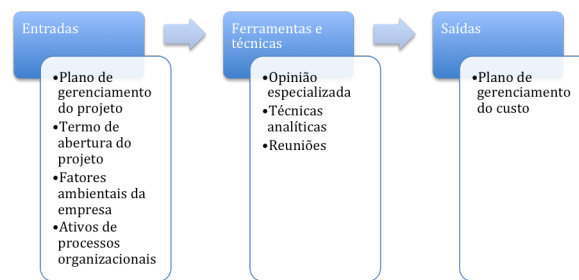 Entradas
•Plano de
gerenciamento
do projeto
•Termo de
abertura do
projeto
•Fatores
ambientais da
empresa
•Ativos de
processos
organizacionais
Ferramentas e
técnicas
•Opinião
especializada
•Técnicas
analíticas
•Reuniões
Saídas
•Plano de
gerenciamento
do custo